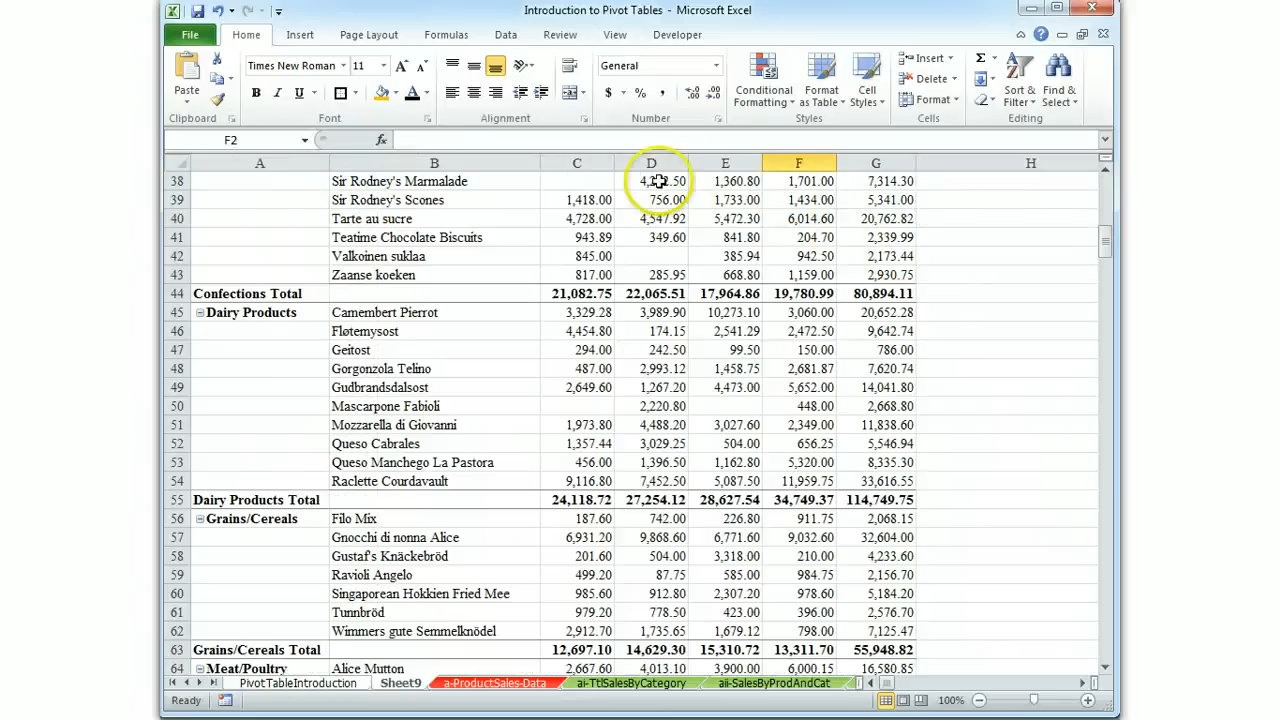 Introduction to Pivot Tables - Microsoft Excel
File Home Insert Page Layout Formulas Data Review View Developer
Times New Roman 11 General Insert Delete Format
Paste B I U A $ % , Conditional Formatting Format as Table Cell Styles Sort & Filter Find & Select
Clipboard Font Alignment Number Styles Cells Editing
F2 fx
A B C D E F G H
38 Sir Rodney's Marmalade 1,360.80 1,701.00 7,314.30
39 Sir Rodney's Scones 1,418.00 756.00 1,733.00 1,434.00 5,341.00
40 Tarte au sucre 4,728.00 4,547.92 5,472.30 6,014.60 20,762.82
41 Teatime Chocolate Biscuits 943.89 349.60 841.80 204.70 2,339.99
42 Valkoinen suklaa 845.00 385.94 942.50 2,173.44
43 Zaanse koeken 817.00 285.95 668.80 1,159.00 2,930.75
44 Confections Total 21,082.75 22,065.51 17,964.86 19,780.99 80,894.11
45 Dairy Products Camembert Pierrot 3,329.28 3,989.90 10,273.10 3,060.00 20,652.28
46 Fløtemysost 4,454.80 174.15 2,541.29 2,472.50 9,642.74
47 Geitost 294.00 242.50 99.50 150.00 786.00
48 Gorgonzola Telino 487.00 2,993.12 1,458.75 2,681.87 7,620.74
49 Gudbrandsdalsost 2,649.60 1,267.20 4,473.00 5,652.00 14,041.80
50 Mascarpone Fabioli 2,220.80 448.00 2,668.80
51 Mozzarella di Giovanni 1,973.80 4,488.20 3,027.60 2,349.00 11,838.60
52 Queso Cabrales 1,357.44 3,029.25 504.00 656.25 5,546.94
53 Queso Manchego La Pastora 456.00 1,396.50 1,162.80 5,320.00 8,335.30
54 Raclette Courdavault 9,116.80 7,452.50 5,087.50 11,959.75 33,616.55
55 Dairy Products Total 24,118.72 27,254.12 28,627.54 34,749.37 114,749.75
56 Grains/Cereals Filo Mix 187.60 742.00 226.80 911.75 2,068.15
57 Gnocchi di nonna Alice 6,931.20 9,868.60 6,771.60 9,032.60 32,604.00
58 Gustaf's Knäckebröd 201.60 504.00 3,318.00 210.00 4,233.60
59 Ravioli Angelo 499.20 87.75 585.00 984.75 2,156.70
60 Singaporean Hokkien Fried Mee 985.60 912.80 2,307.20 978.60 5,184.20
61 Tunnbröd 979.20 778.50 423.00 396.00 2,576.70
62 Wimmers gute Semmelknödel 2,912.70 1,735.65 1,679.12 798.00 7,125.47
63 Grains/Cereals Total 12,697.10 14,629.30 15,310.72 13,311.70 55,948.82
64 Meat/Poultry Alice Mutton 2,667.60 4,013.10 3,900.00 6,000.15 16,580.85
PivotTableIntroduction Sheet9 a-ProductSales-Data ai-TtlSalesByCategory aii-SalesByProdAndCat
Ready 100%